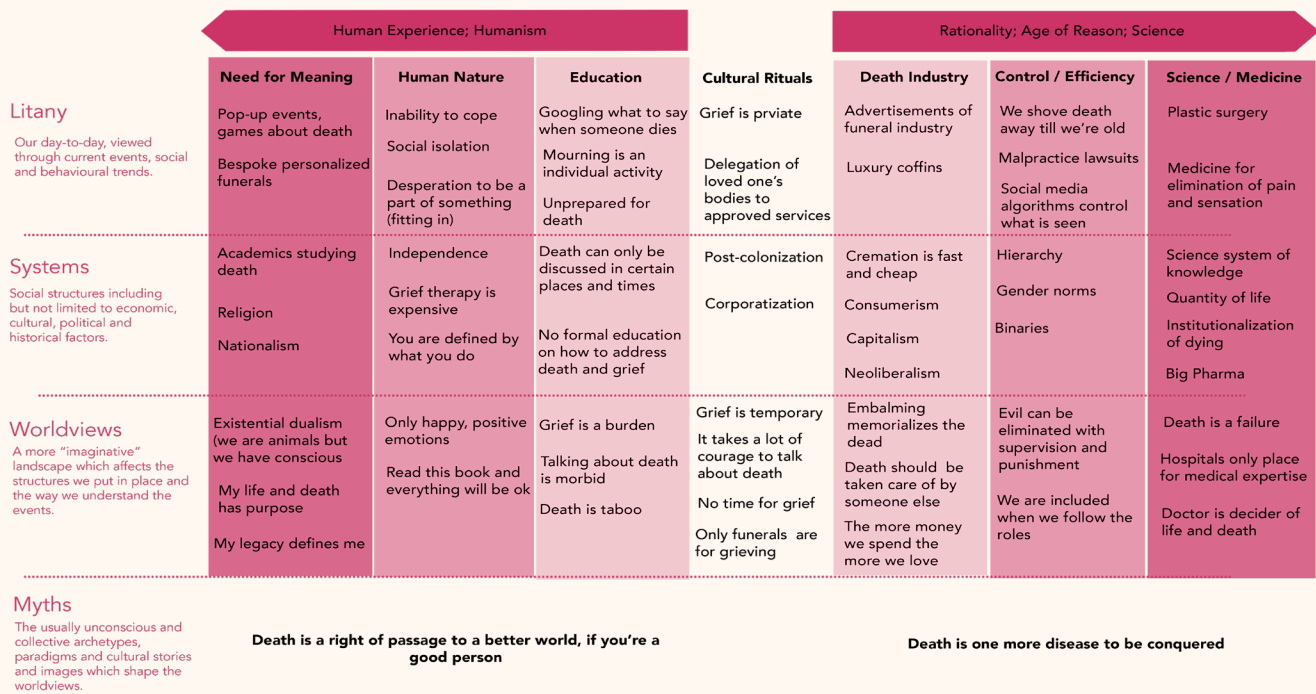 Human Experience; Humanism
Rationality; Age of Reason; Science
Need for Meaning
Human Nature
Education
Cultural Rituals
Death Industry
Control / Efficiency
Science / Medicine
Litany
Our day-to-day, viewed
through current events, social
and behavioural trends.
Pop-up events,
games about death
Bespoke personalized
funerals
Inability to cope
Social isolation
Desperation to be a
part of something
(fitting in)
Googling what to say
when someone dies
Mourning is an
individual activity
Unprepared for
death
Grief is prviate
Delegation of
loved one's
bodies to
approved services
Advertisements of
funeral industry
Luxury coffins
We shove death
away till we're old
Malpractice lawsuits
Social media
algorithms control
what is seen
Plastic surgery
Medicine for
elimination of pain
and sensation
Systems
Social structures including
but not limited to economic,
cultural, political and
historical factors.
Academics studying
death
Religion
Nationalism
Independence
Grief therapy is
expensive
You are defined by
what you do
Death can only be
discussed in certain
places and times
No formal education
on how to address
death and grief
Post-colonization
Corporatization
Cremation is fast
and cheap
Consumerism
Capitalism
Neoliberalism
Hierarchy
Gender norms
Binaries
Science system of
knowledge
Quantity of life
Institutionalization
of dying
Big Pharma
Worldviews
A more "imaginative"
landscape which affects the
structures we put in place and
the way we understand the
events.
Existential dualism
(we are animals but
we have conscious
My life and death
has purpose
My legacy defines me
Only happy, positive
emotions
Read this book and
everything will be ok
Grief is a burden
Talking about death
is morbid
Death is taboo
Grief is temporary
It takes a lot of
courage to talk
about death
No time for grief
Only funerals are
for grieving
Embalming
memorializes the
dead
Death should be
taken care of by
someone else
The more money
we spend the
more we love
Evil can be
eliminated with
supervision and
punishment
We are included
when we follow the
roles
Death is a failure
Hospitals only place
for medical expertise
Doctor is decider of
life and death
Myths
The usually unconscious and
collective archetypes,
paradigms and cultural stories
and images which shape the
worldviews.
Death is a right of passage to a better world, if you're a
good person
Death is one more disease to be conquered